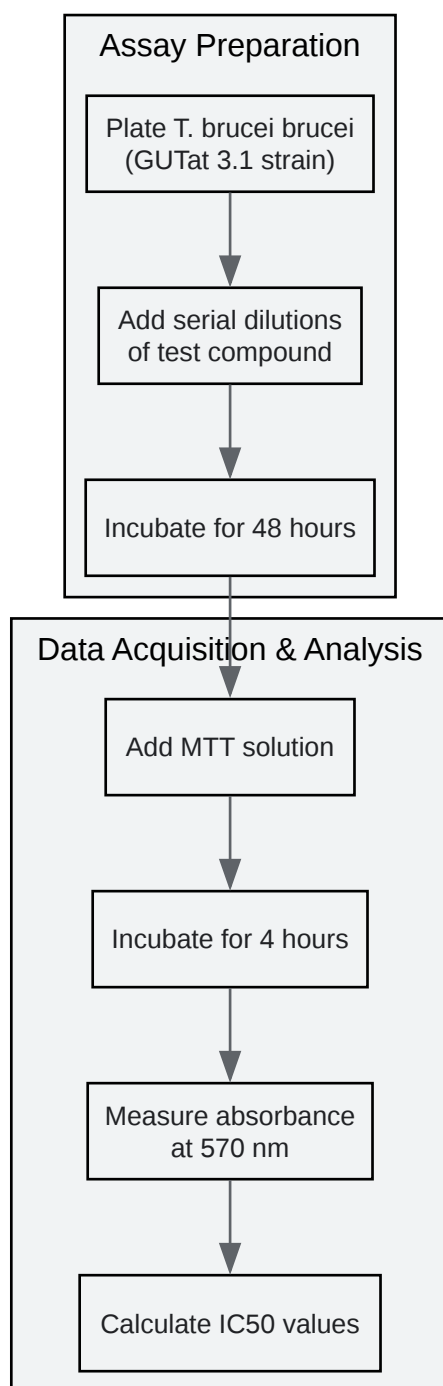 Assay Preparation
Plate T. brucei brucei
(GUTat 3.1 strain)
Add serial dilutions
of test compound
Incubate for 48 hours
Data Acquisition & Analysis
Add MTT solution
Incubate for 4 hours
Measure absorbance
at 570 nm
Calculate IC50 values